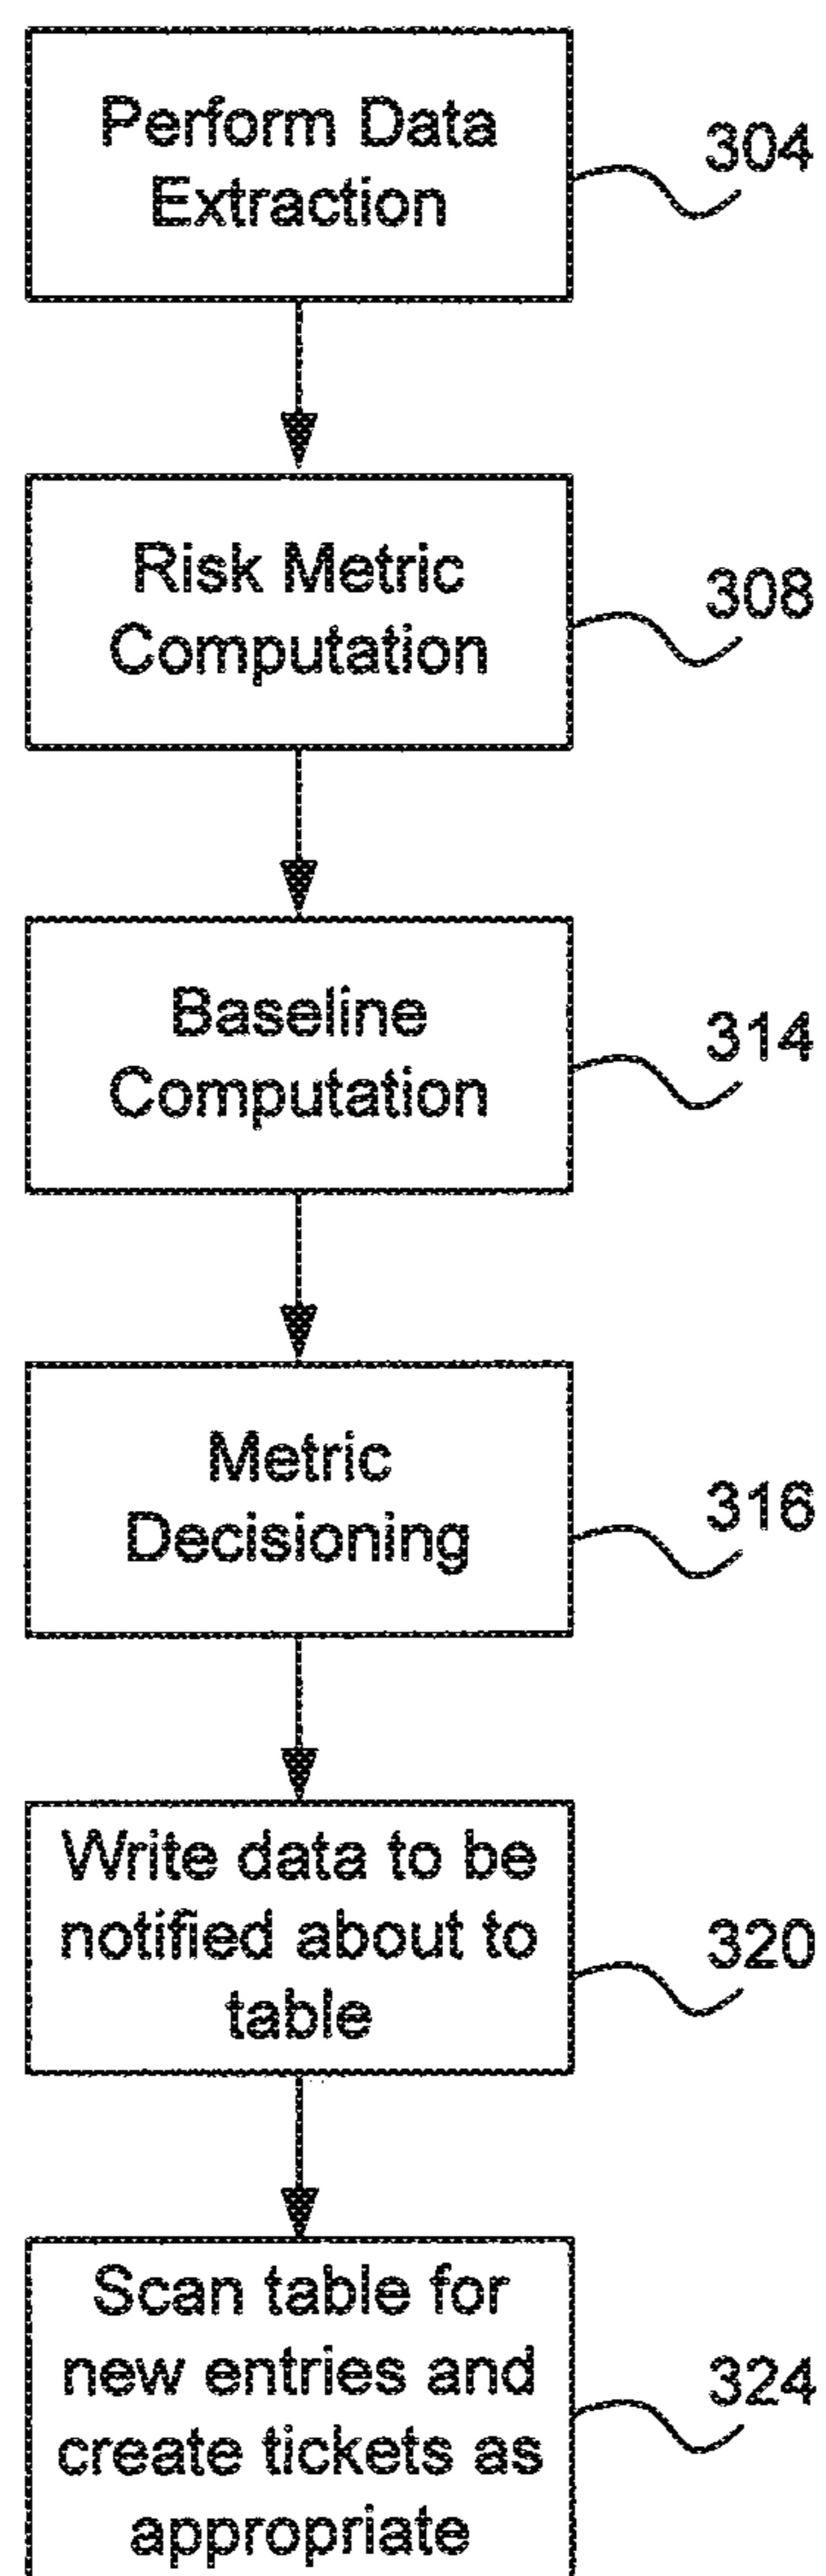 Perform Data
Extraction
304
Risk Metric
Computation
308
Baseline
Computation
314
Metric
Decisioning
316
Write data to be
notified about to
table
320
Scan table for
new entries and
create tickets as
appropriate
324